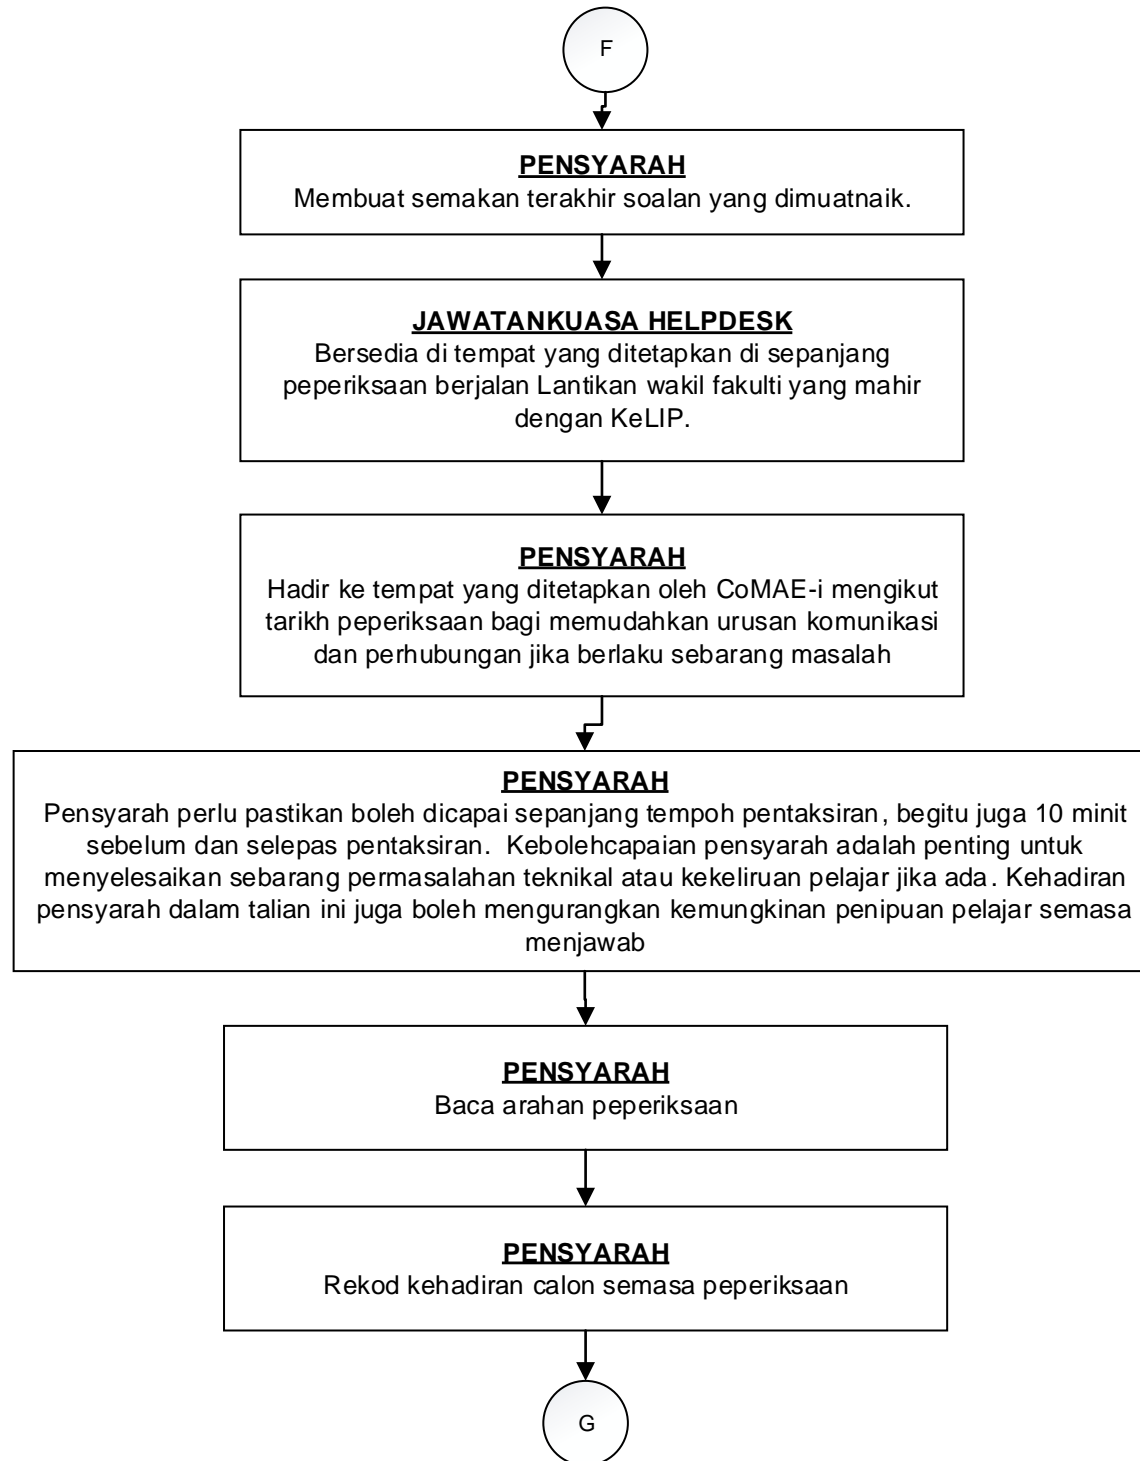 F
PENSYARAH
Membuat semakan terakhir soalan yang dimuatnaik.
JAWATANKUASA HELPDESK
Bersedia di tempat yang ditetapkan di sepanjang
peperiksaan berjalan Lantikan wakil fakulti yang mahir
dengan KeLIP.
PENSYARAH
Hadir ke tempat yang ditetapkan oleh CoMAE-i mengikut
tarikh peperiksaan bagi memudahkan urusan komunikasi
dan perhubungan jika berlaku sebarang masalah
PENSYARAH
Pensyarah perlu pastikan boleh dicapai sepanjang tempoh pentaksiran, begitu juga 10 minit
sebelum dan selepas pentaksiran. Kebolehcapaian pensyarah adalah penting untuk
menyelesaikan sebarang permasalahan teknikal atau kekeliruan pelajar jika ada. Kehadiran
pensyarah dalam talian ini juga boleh mengurangkan kemungkinan penipuan pelajar semasa
menjawab
PENSYARAH
Baca arahan peperiksaan
PENSYARAH
Rekod kehadiran calon semasa peperiksaan
G